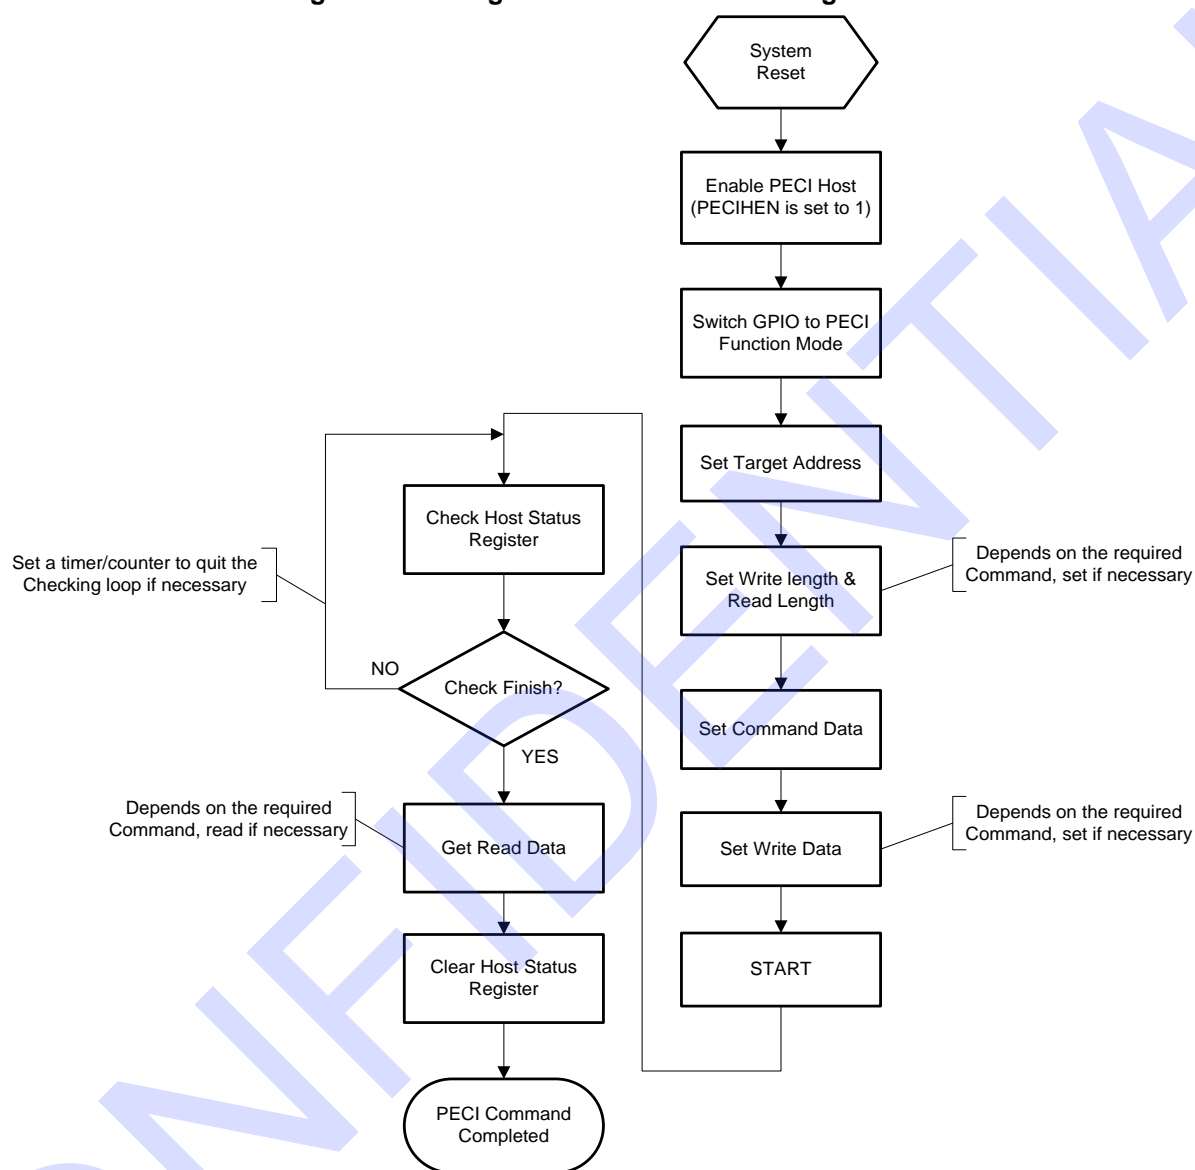 System
Reset
Enable PECI Host
(PECIHEN is set to 1)
Switch GPIO to PECI
Function Mode
Set Target Address
Set Write length &
Read Length
Depends on the required
Command, set if necessary
Set Command Data
Set Write Data
Depends on the required
Command, set if necessary
START
Check Host Status
Register
Set a timer/counter to quit the
Checking loop if necessary
Check Finish?
NO
YES
Get Read Data
Depends on the required
Command, read if necessary
Clear Host Status
Register
PECI Command
Completed